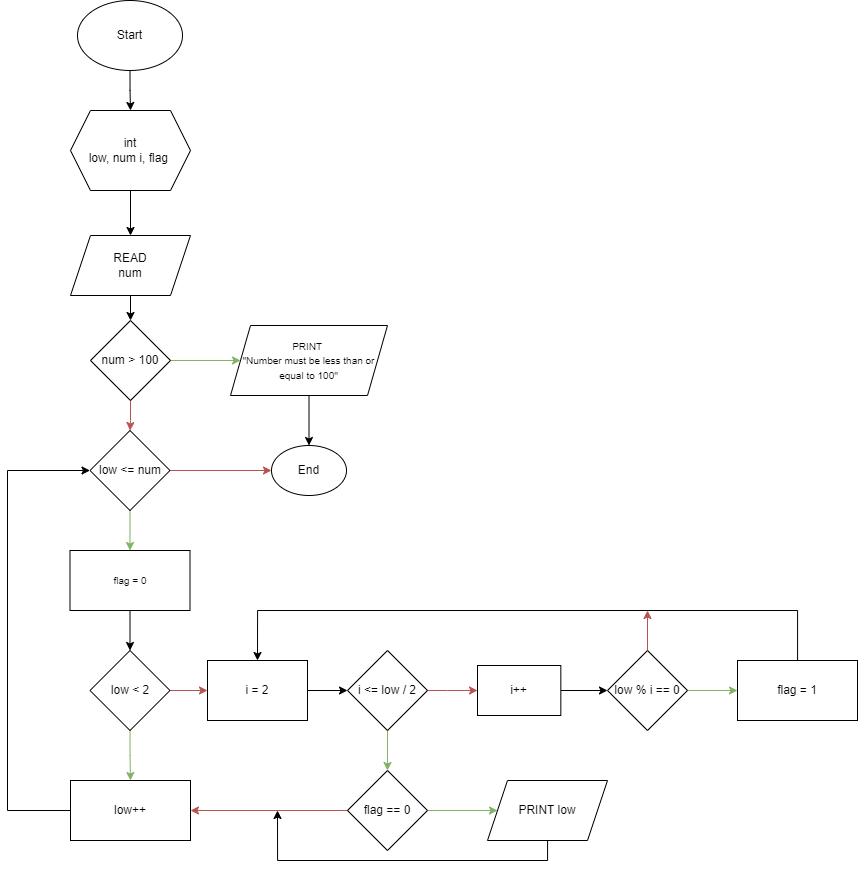 Start
int
low, num i, flag
READ
num
num > 100
PRINT
"Number must be less than or
equal to 100"
low <= num
End
flag = 0
low < 2
i = 2
i <= low / 2
i++
low % i == 0
flag = 1
low++
flag == 0
PRINT low